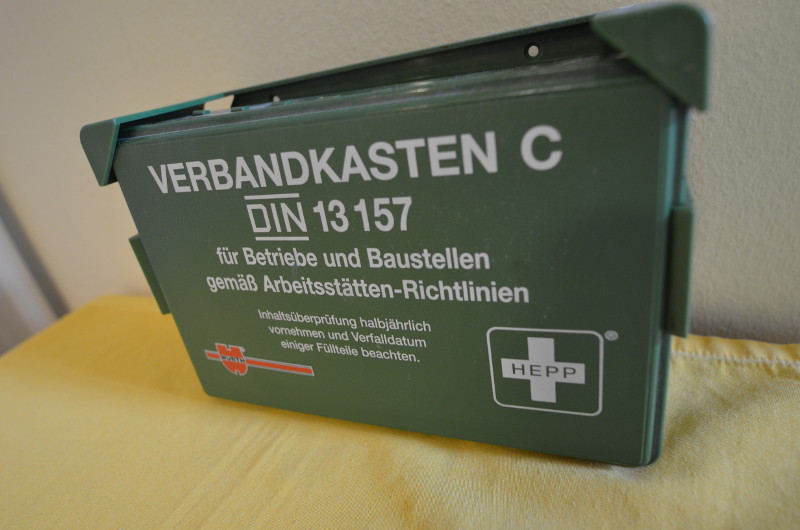 VERBANDKASTEN C
DIN 13 157
für Betriebe und Baustellen
gemäß Arbeitsstätten-Richtlinien
Inhaltsüberprüfung halbjährlich
vornehmen und Verfalldatum
einiger Füllteile beachten.
WÜRTH
HEPP ®